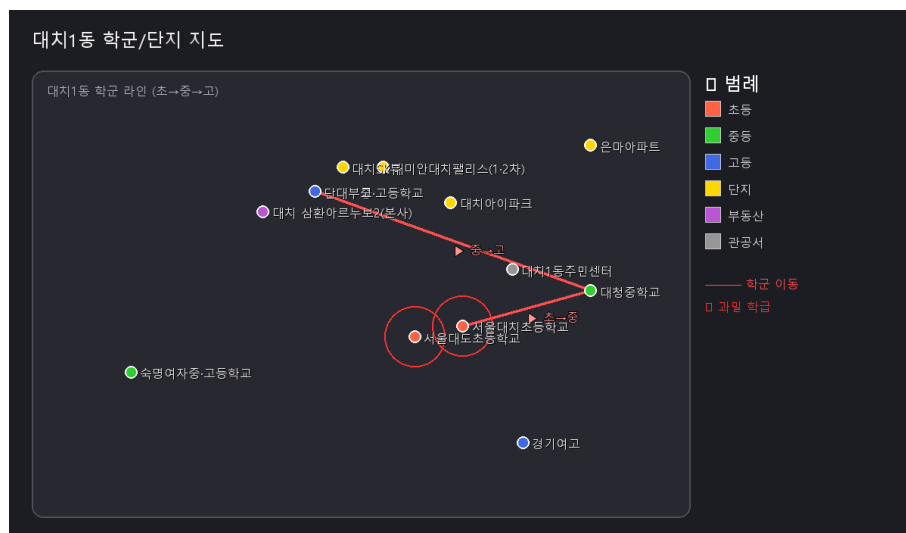 대치1동 학군/단지 지도
대치1동 학군 라인 (초→중→고)
은마아파트
래미안대치팰리스(1·2차)
단대부중·고등학교
대치아이파크
대치 삼환아르누보2(본사)
▶ 중→고
대치1동주민센터
대청중학교
▶ 초→중
서울대치초등학교
서울대도초등학교
숙명여자중·고등학교
경기여고
범례
초등
중등
고등
단지
부동산
관공서
학군 이동
과밀 학급